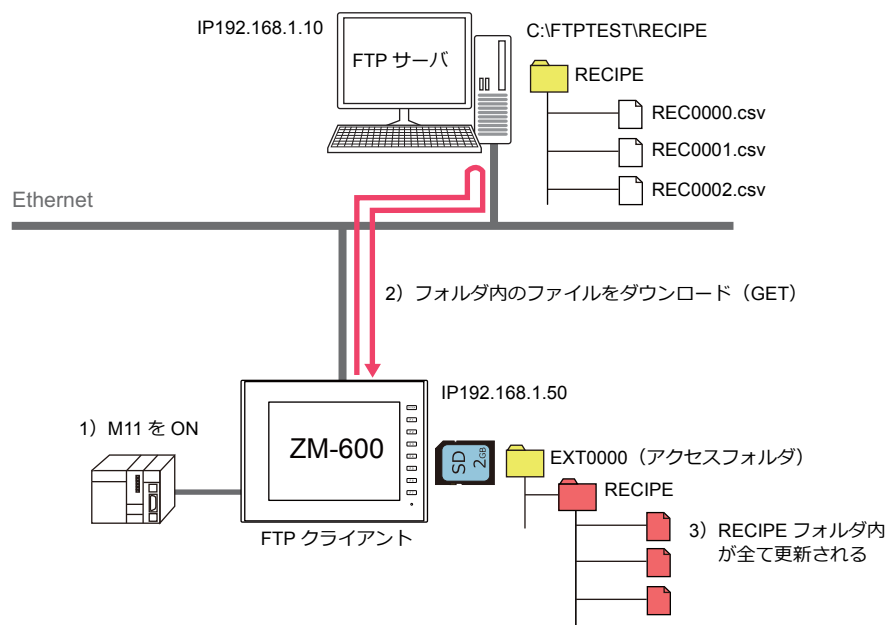 IP192.168.1.10
FTP サーバ
C:\FTPTEST\RECIPE
RECIPE
REC0000.csv
REC0001.csv
REC0002.csv
Ethernet
2）フォルダ内のファイルをダウンロード（GET）
IP192.168.1.50
1）M11 を ON
ZM-600
SD
2GB
FTP クライアント
EXT0000（アクセスフォルダ）
RECIPE
3）RECIPE フォルダ内
が全て更新される